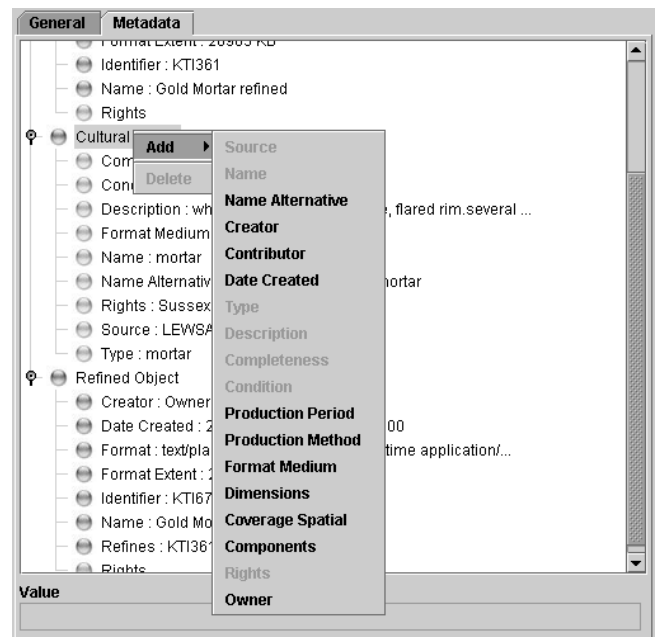 General Metadata
Format Extent : 26963 KB
Identifier : KTI361
Name : Gold Mortar refined
Rights
Cultural
Add
Delete
Com
Con
Description : wh , flared rim.several ...
Format Medium
Name : mortar
Name Alternativ mortar
Rights : Sussex
Source : LEWSA
Type : mortar
Refined Object
Creator : Owner
Date Created : 2 00
Format : text/pla time application/...
Format Extent : 2
Identifier : KTI67
Name : Gold Mo
Refines : KTI361
Rights
Source
Name
Name Alternative
Creator
Contributor
Date Created
Type
Description
Completeness
Condition
Production Period
Production Method
Format Medium
Dimensions
Coverage Spatial
Components
Rights
Owner
Value